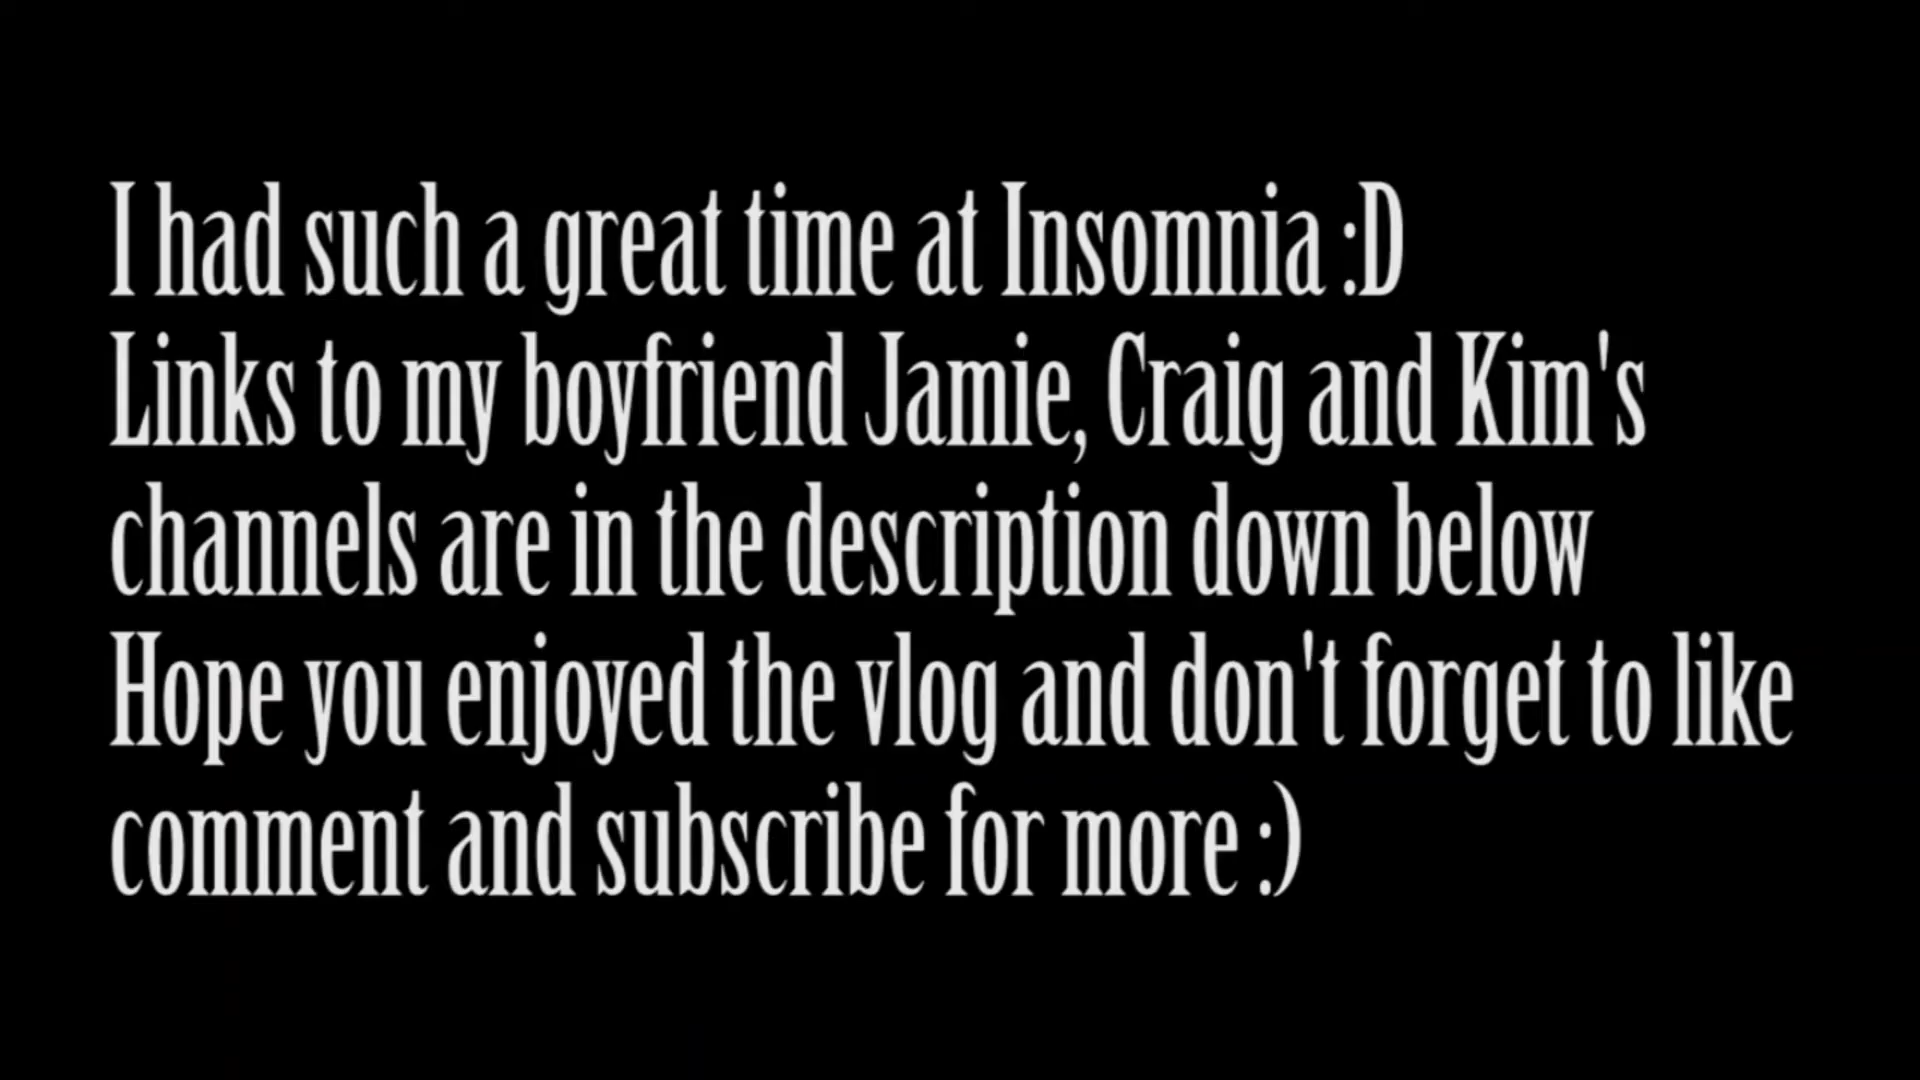 I had such a great time at Insomnia :D
Links to my boyfriend Jamie, Craig and Kim's
channels are in the description down below
Hope you enjoyed the vlog and don't forget to like
comment and subscribe for more :)